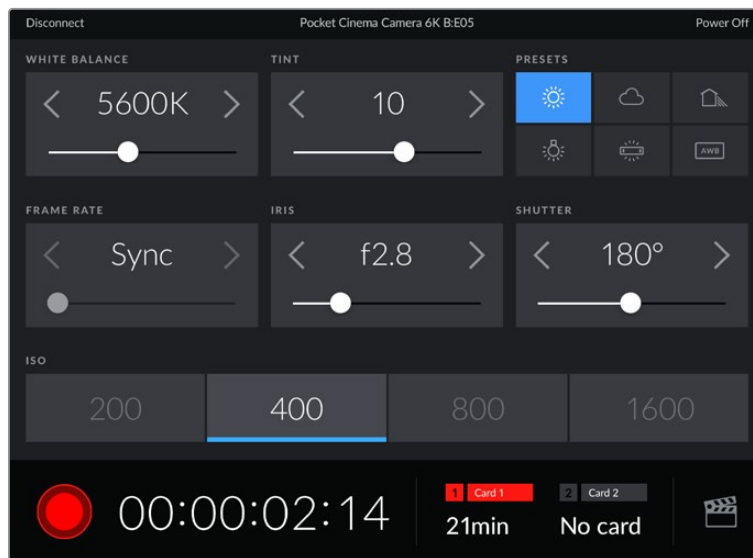 Disconnect Pocket Cinema Camera 6K B:E05 Power Off
WHITE BALANCE TINT PRESETS
5600K 10
AWB
FRAME RATE IRIS SHUTTER
Sync f2.8 180°
ISO
200 400 800 1600
00:00:02:14
1 Card 1 2 Card 2
21min No card